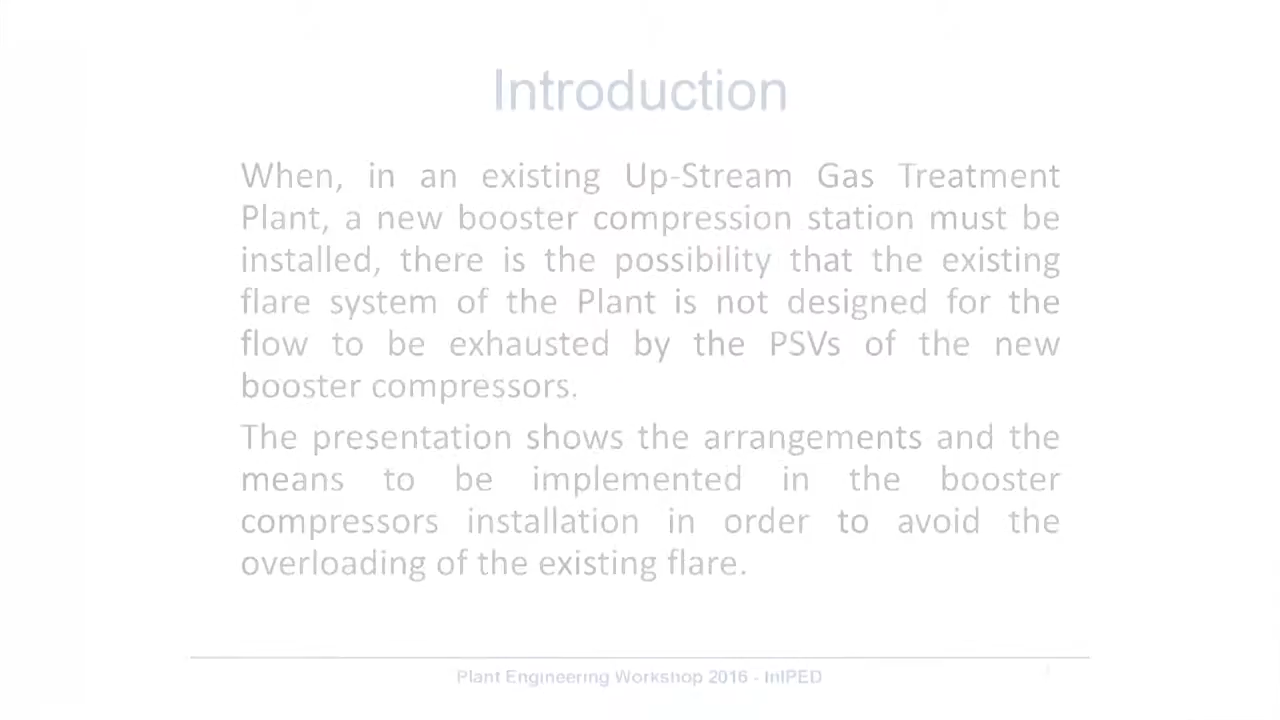 Introduction
When, in an existing Up-Stream Gas Treatment
Plant, a new booster compression station must be
installed, there is the possibility that the existing
flare system of the Plant is not designed for the
flow to be exhausted by the PSVs of the new
booster compressors.
The presentation shows the arrangements and the
means to be implemented in the booster
compressors installation in order to avoid the
overloading of the existing flare.
Plant Engineering Workshop 2016 - InIPED